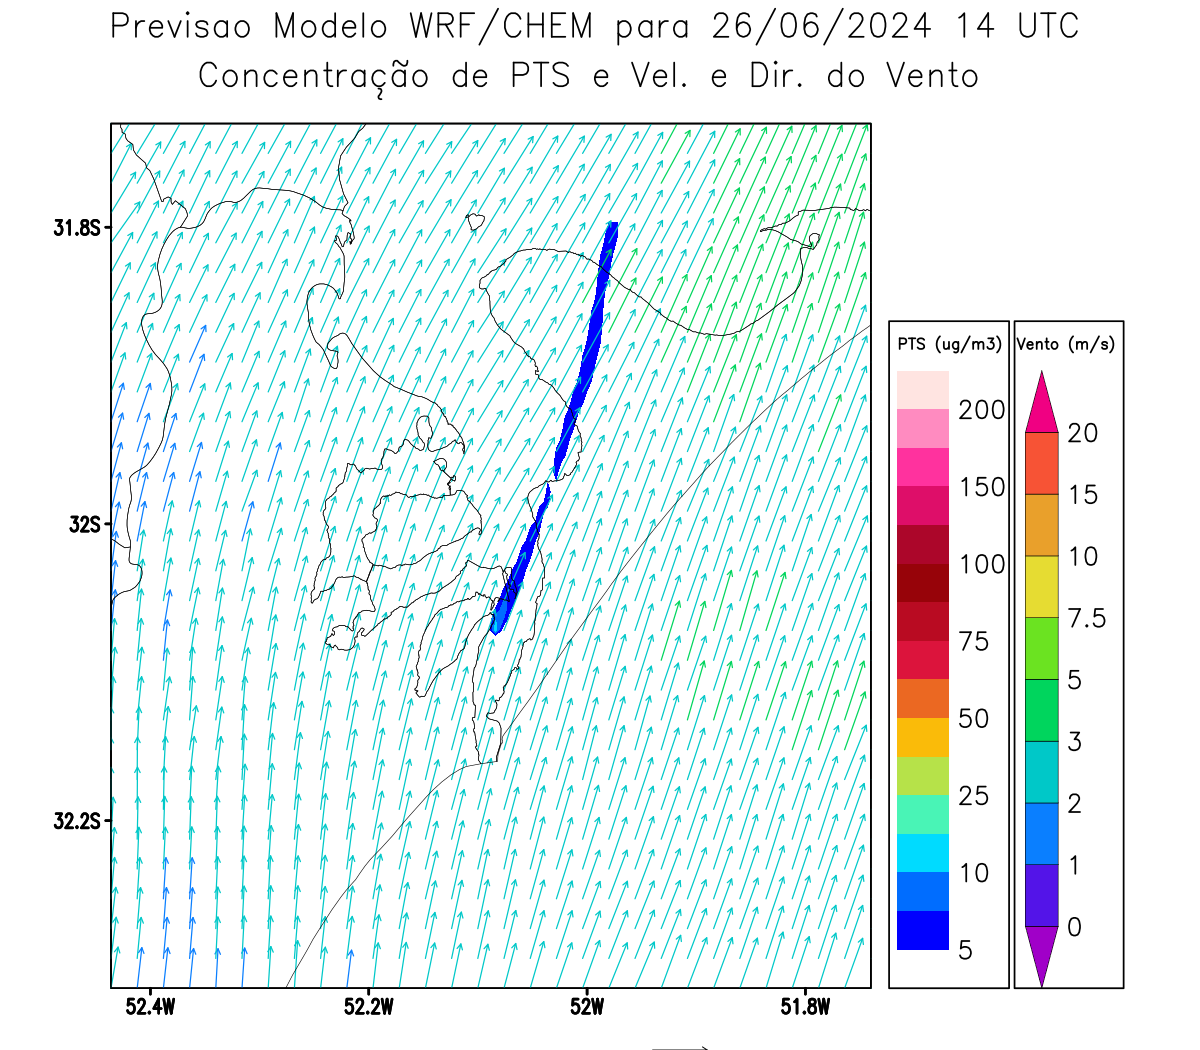 Previsao Modelo WRF/CHEM para 26/06/2024 14 UTC
Concentração de PTS e Vel. e Dir. do Vento
31.8S
32S
32.2S
52.4W 52.2W 52W 51.8W
PTS (ug/m3)
200
150
100
75
50
25
10
5
Vento (m/s)
20
15
10
7.5
5
3
2
1
0